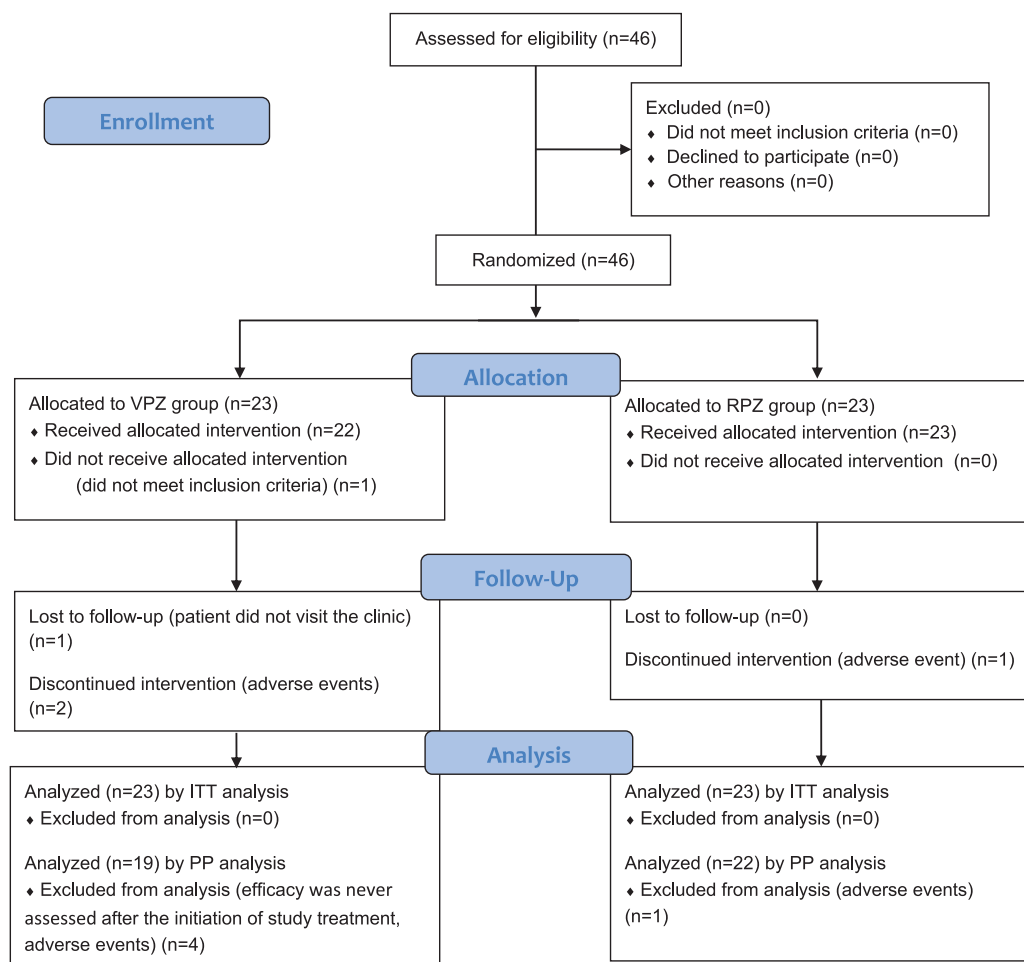 Assessed for eligibility (n=46)
Enrollment
Excluded (n=0)
♦ Did not meet inclusion criteria (n=0)
♦ Declined to participate (n=0)
♦ Other reasons (n=0)
Randomized (n=46)
Allocation
Allocated to VPZ group (n=23)
♦ Received allocated intervention (n=22)
♦ Did not receive allocated intervention
(did not meet inclusion criteria) (n=1)
Allocated to RPZ group (n=23)
♦ Received allocated intervention (n=23)
♦ Did not receive allocated intervention (n=0)
Follow-Up
Lost to follow-up (patient did not visit the clinic)
(n=1)
Discontinued intervention (adverse events)
(n=2)
Lost to follow-up (n=0)
Discontinued intervention (adverse event) (n=1)
Analysis
Analyzed (n=23) by ITT analysis
♦ Excluded from analysis (n=0)
Analyzed (n=19) by PP analysis
♦ Excluded from analysis (efficacy was never
assessed after the initiation of study treatment,
adverse events) (n=4)
Analyzed (n=23) by ITT analysis
♦ Excluded from analysis (n=0)
Analyzed (n=22) by PP analysis
♦ Excluded from analysis (adverse events)
(n=1)